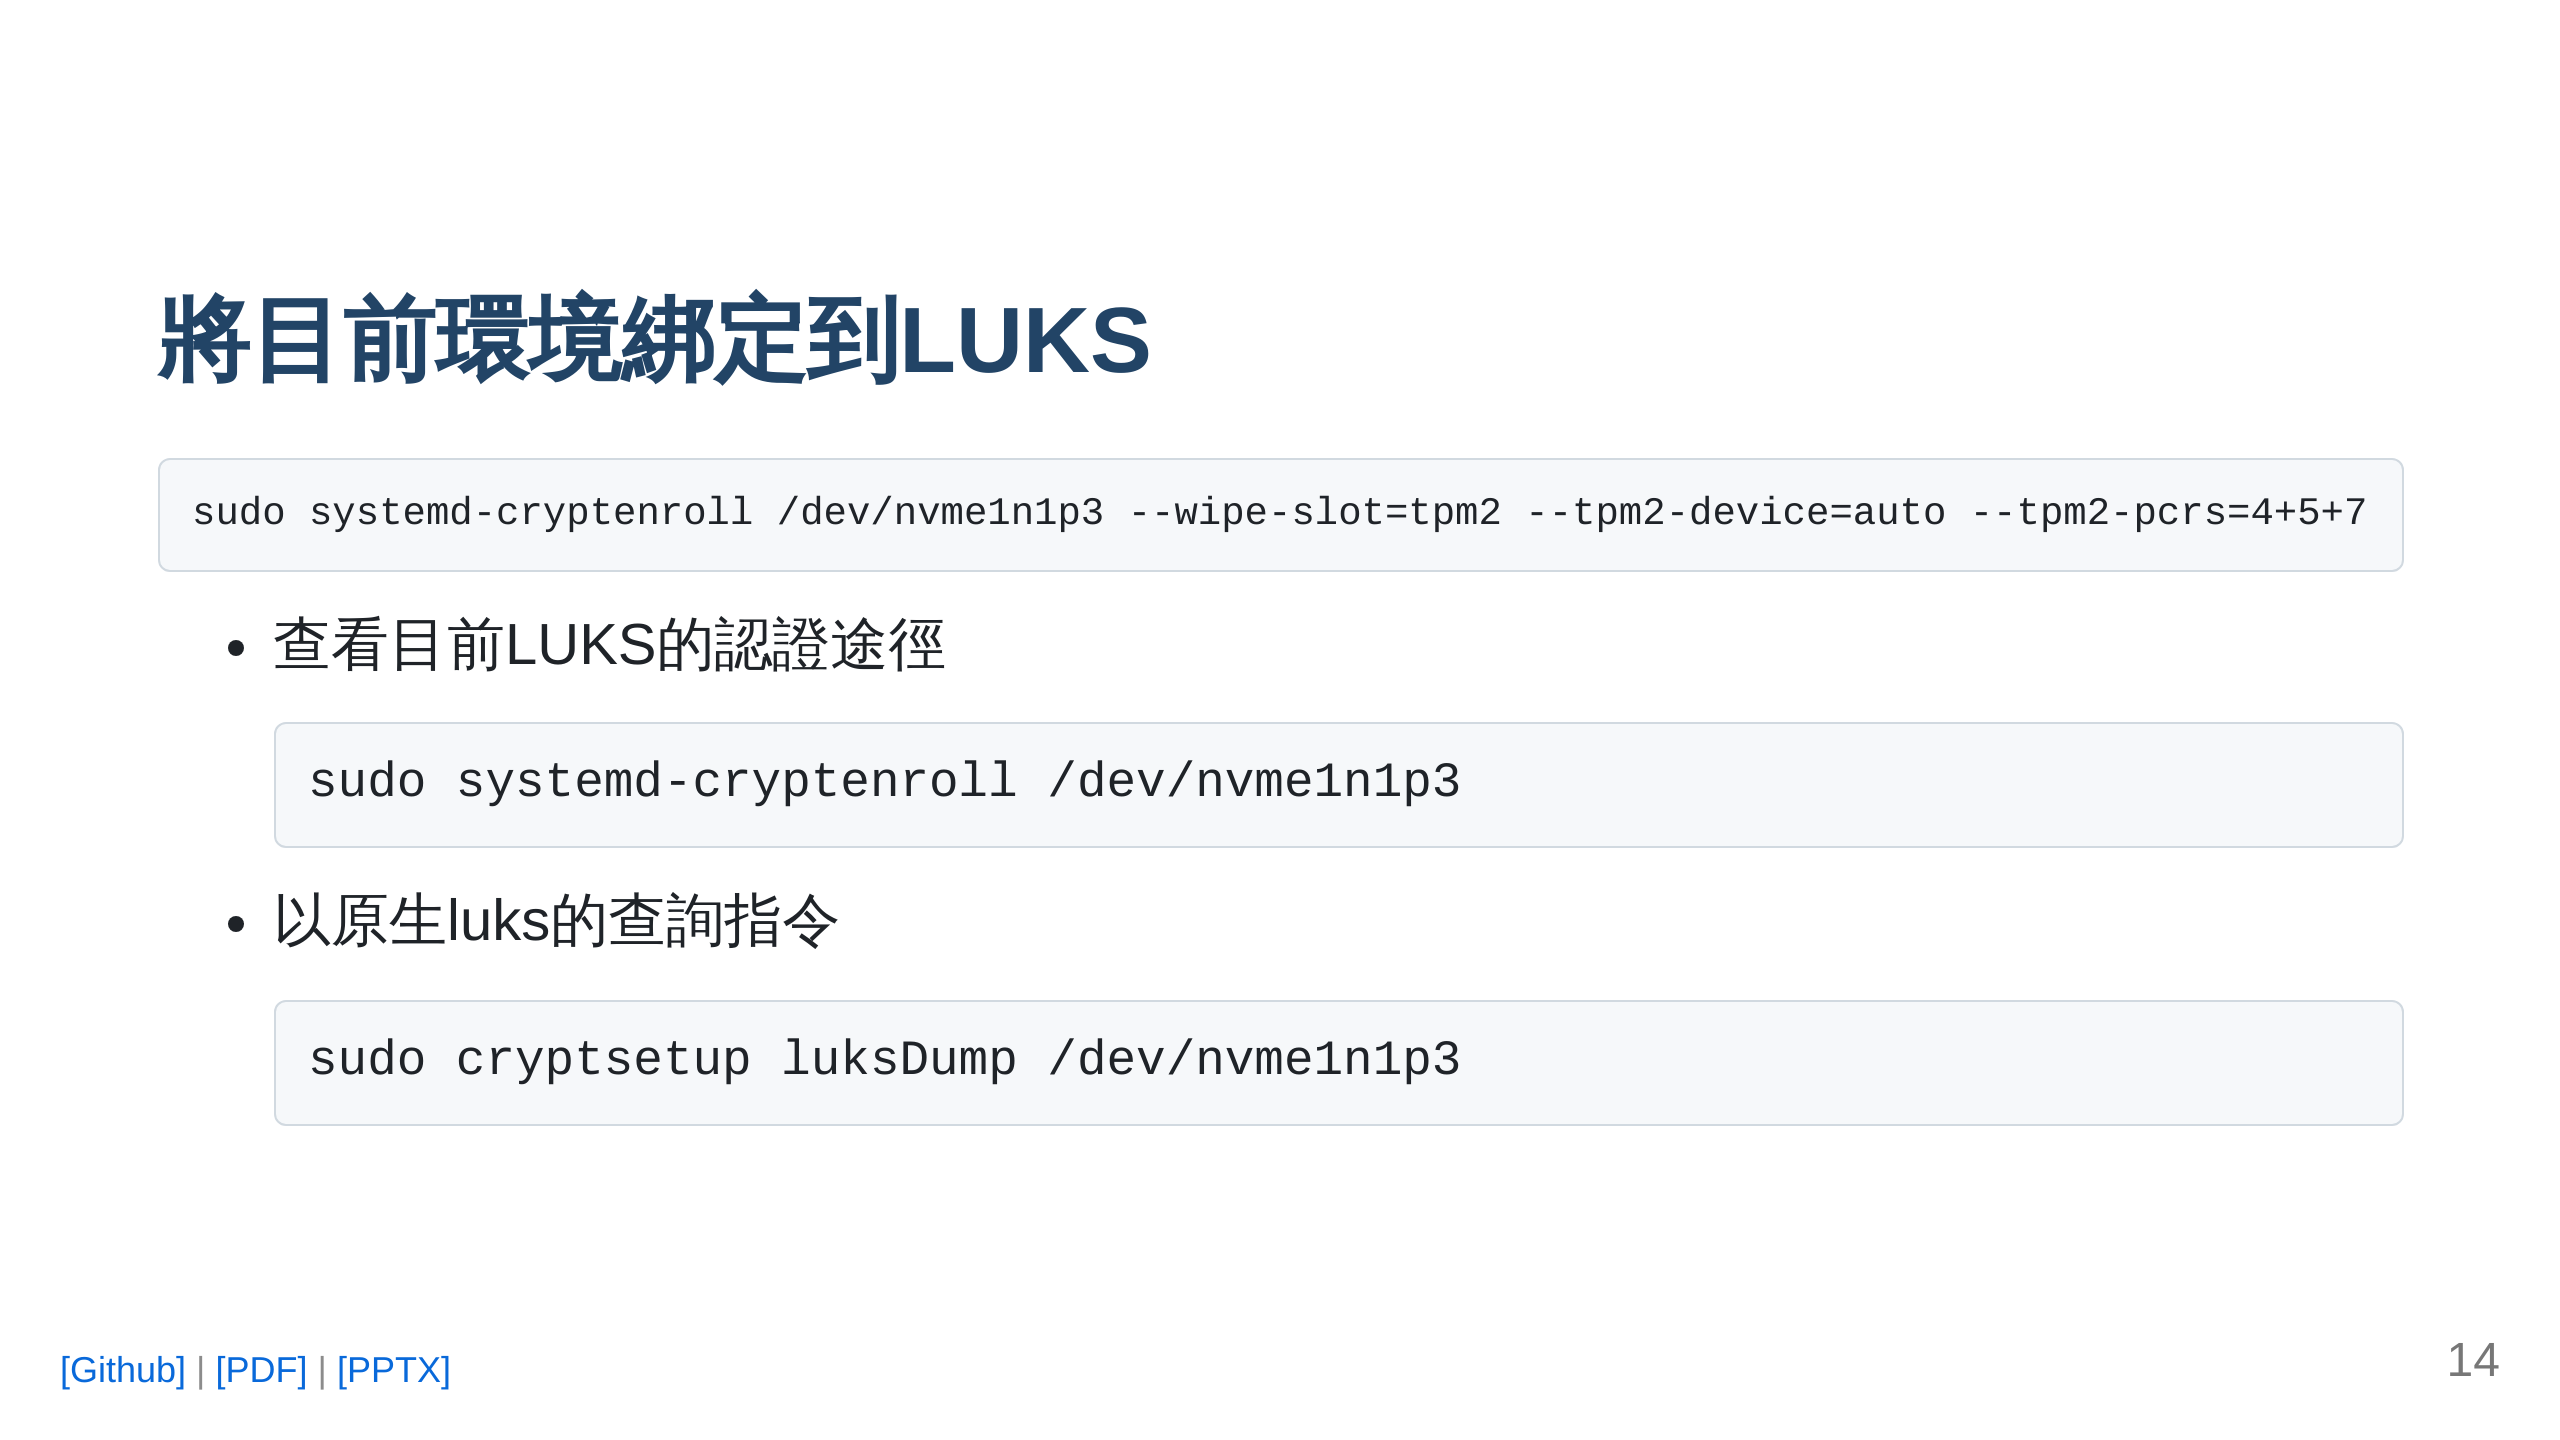 將目前環境綁定到LUKS
sudo systemd-cryptenroll /dev/nvme1n1p3 --wipe-slot=tpm2 --tpm2-device=auto --tpm2-pcrs=4+5+7
• 查看目前LUKS的認證途徑
sudo systemd-cryptenroll /dev/nvme1n1p3
• 以原生luks的查詢指令
sudo cryptsetup luksDump /dev/nvme1n1p3
[Github] | [PDF] | [PPTX]
14